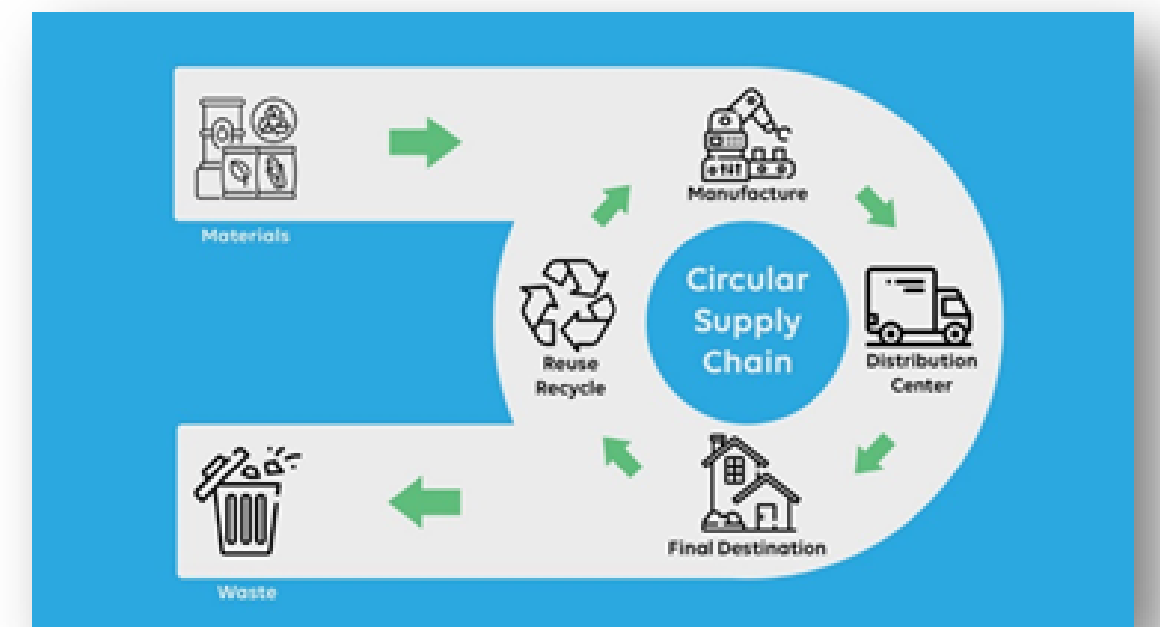 Materials
Manufacture
Circular
Supply
Chain
Reuse
Recycle
Distribution
Center
Final Destination
Waste